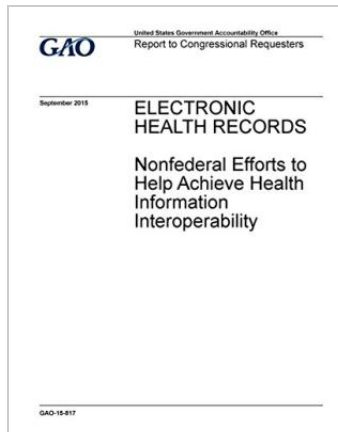 GAO
United States Government Accountability Office
Report to Congressional Requesters
September 2015
ELECTRONIC
HEALTH RECORDS
Nonfederal Efforts to
Help Achieve Health
Information
Interoperability
GAO-15-817